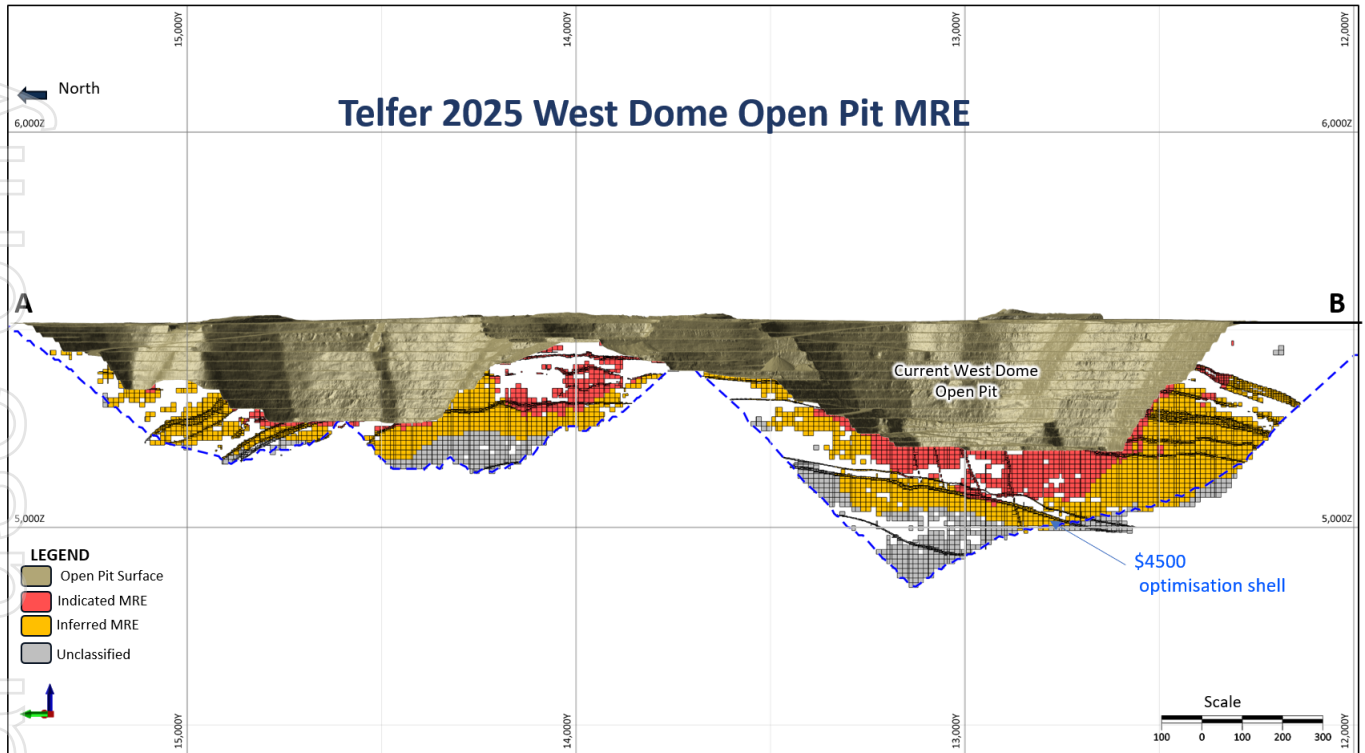 15,000Y
14,000Y
13,000Y
12,000Y
North
Telfer 2025 West Dome Open Pit MRE
6,000Z
6,000Z
A
B
Current West Dome
Open Pit
5,000Z
5,000Z
LEGEND
Open Pit Surface
Indicated MRE
Inferred MRE
Unclassified
$4500
optimisation shell
Scale
100 0 100 200 300
15,000Y
14,000Y
13,000Y
12,000Y